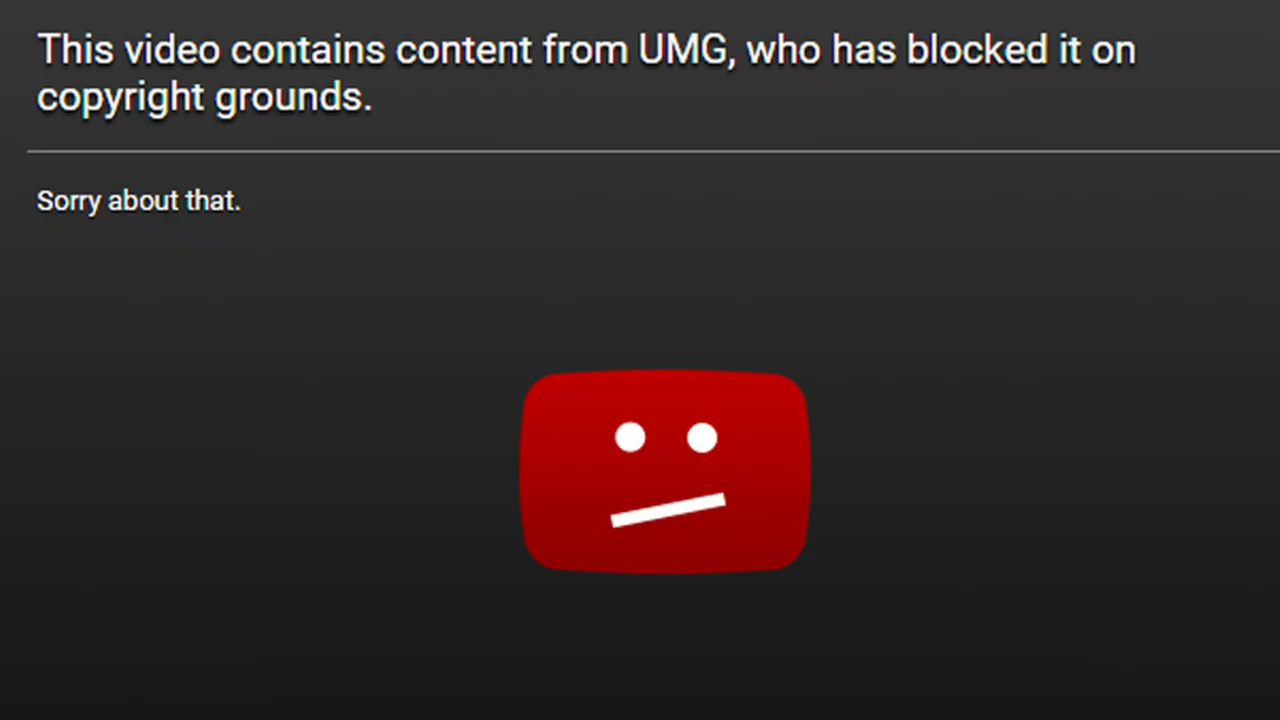 This video contains content from UMG, who has blocked it on
copyright grounds.
Sorry about that.